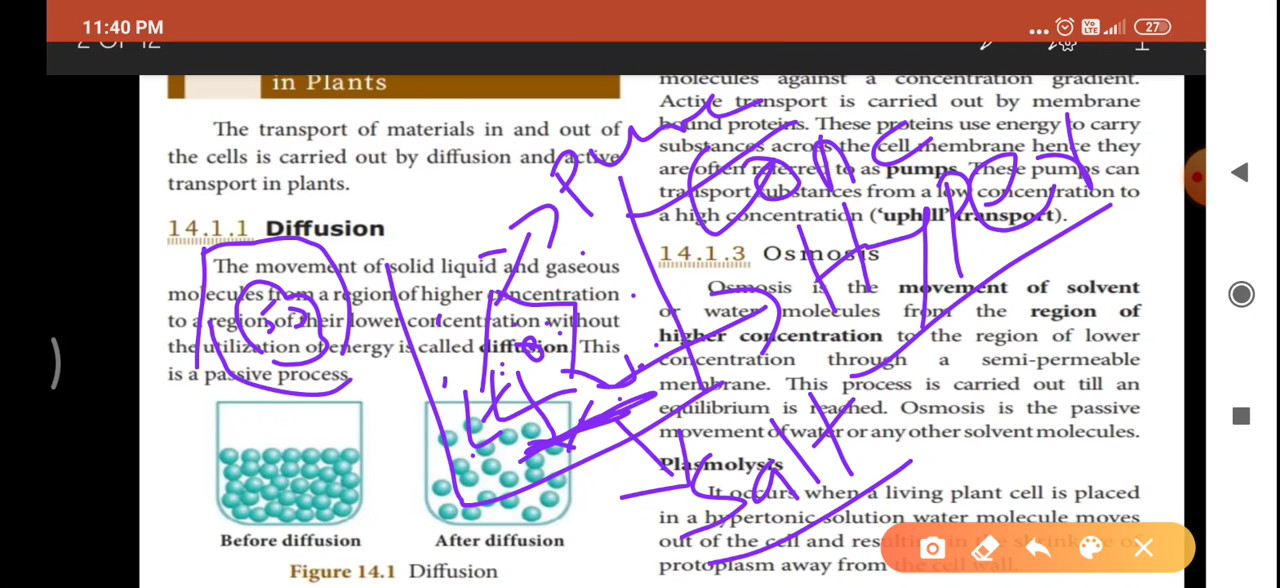 11:40 PM
27
2 OF 12
in Plants
The transport of materials in and out of
the cells is carried out by diffusion and active
transport in plants.
14.1.1 Diffusion
The movement of solid liquid and gaseous
molecules from a region of higher concentration
to a region of their lower concentration without
the utilization of energy is called diffusion. This
is a passive process.
Before diffusion
After diffusion
Figure 14.1 Diffusion
molecules against a concentration gradient.
Active transport is carried out by membrane
bound proteins. These proteins use energy to carry
substances across the cell membrane hence they
are often referred to as pumps. These pumps can
transport substances from a low concentration to
a high concentration (‘uphill’ transport).
14.1.3 Osmosis
Osmosis is the movement of solvent
or water molecules from the region of
higher concentration to the region of lower
concentration through a semi-permeable
membrane. This process is carried out till an
equilibrium is reached. Osmosis is the passive
movement of water or any other solvent molecules.
Plasmolysis
It occurs when a living plant cell is placed
in a hypertonic solution water molecule moves
out of the cell and resulting in the shrinkage of
protoplasm away from the cell wall.
Conc
Salt